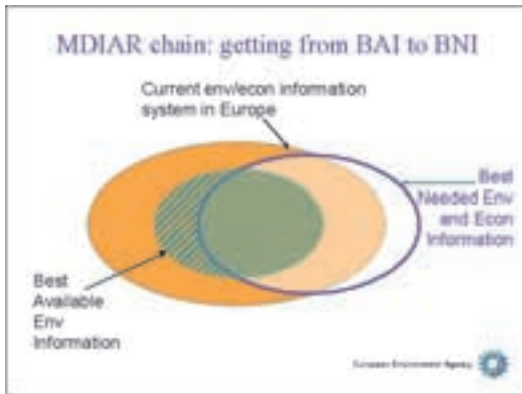 MDIAR chain: getting from BAI to BNI
Current env/econ information
system in Europe
Best
Needed Env
and Econ
Information
Best
Available
Env
Information
European Environment Agency